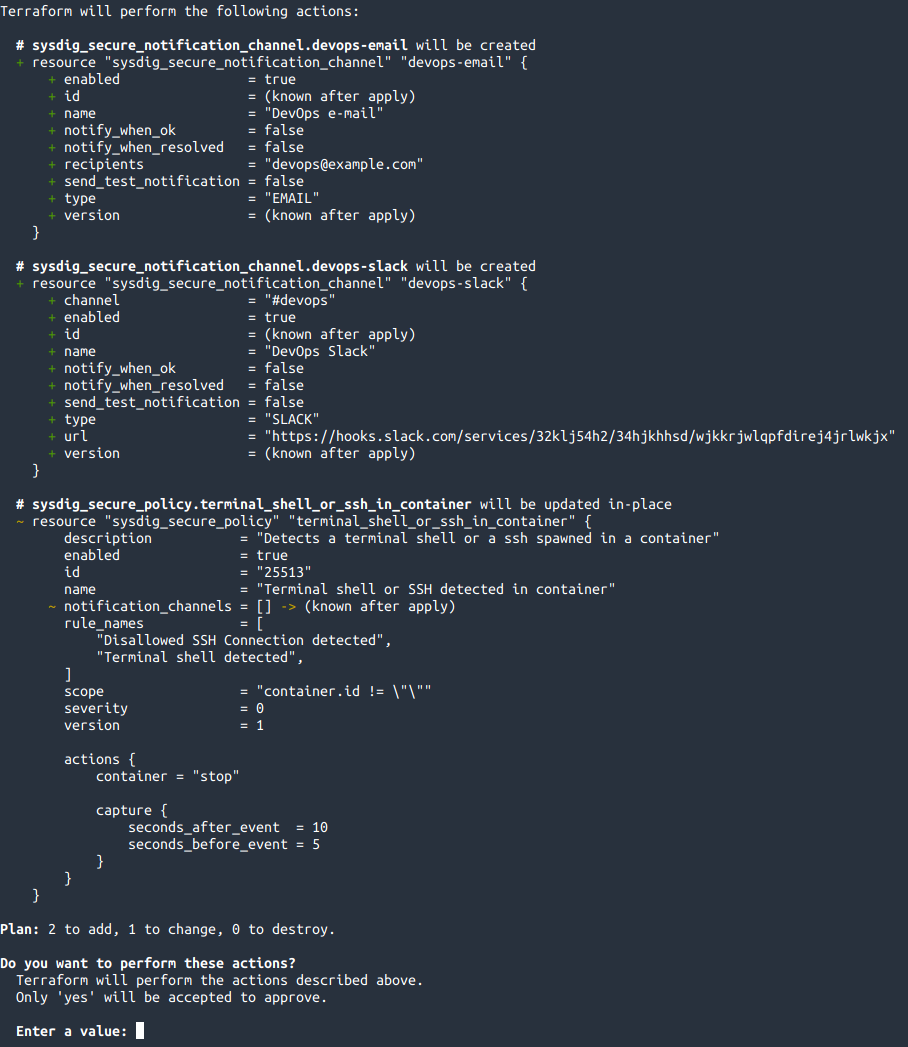 Terraform will perform the following actions:

  # sysdig_secure_notification_channel.devops-email will be created
  + resource "sysdig_secure_notification_channel" "devops-email" {
      + enabled                = true
      + id                     = (known after apply)
      + name                   = "DevOps e-mail"
      + notify_when_ok         = false
      + notify_when_resolved   = false
      + recipients             = "devops@example.com"
      + send_test_notification = false
      + type                   = "EMAIL"
      + version                = (known after apply)
    }

  # sysdig_secure_notification_channel.devops-slack will be created
  + resource "sysdig_secure_notification_channel" "devops-slack" {
      + channel                = "#devops"
      + enabled                = true
      + id                     = (known after apply)
      + name                   = "DevOps Slack"
      + notify_when_ok         = false
      + notify_when_resolved   = false
      + send_test_notification = false
      + type                   = "SLACK"
      + url                    = "https://hooks.slack.com/services/32klj54h2/34hjkhhsd/wjkkrjwlqpfdirej4jrlwkjx"
      + version                = (known after apply)
    }

  # sysdig_secure_policy.terminal_shell_or_ssh_in_container will be updated in-place
  ~ resource "sysdig_secure_policy" "terminal_shell_or_ssh_in_container" {
        description           = "Detects a terminal shell or a ssh spawned in a container"
        enabled               = true
        id                    = "25513"
        name                  = "Terminal shell or SSH detected in container"
      ~ notification_channels = [] -> (known after apply)
        rule_names            = [
            "Disallowed SSH Connection detected",
            "Terminal shell detected",
        ]
        scope                 = "container.id != \"\""
        severity              = 0
        version               = 1

        actions {
            container = "stop"

            capture {
                seconds_after_event  = 10
                seconds_before_event = 5
            }
        }
    }

Plan: 2 to add, 1 to change, 0 to destroy.

Do you want to perform these actions?
  Terraform will perform the actions described above.
  Only 'yes' will be accepted to approve.

  Enter a value: